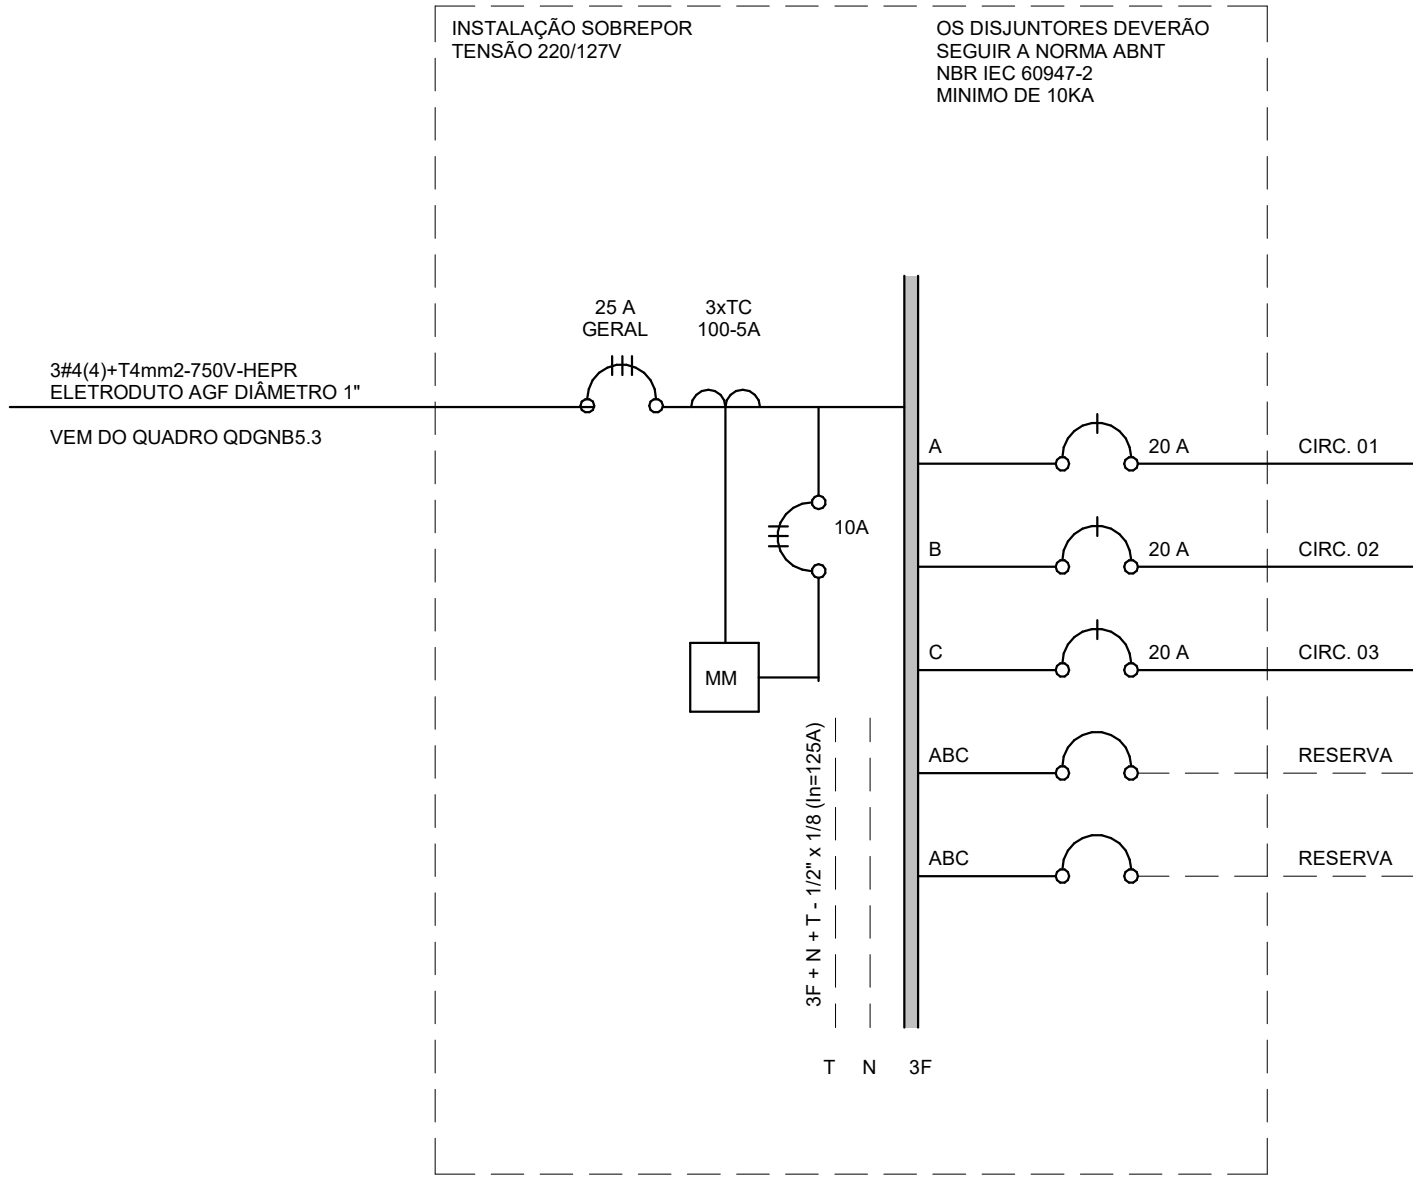 INSTALAÇÃO SOBREPOR
TENSÃO 220/127V
OS DISJUNTORES DEVERÃO
SEGUIR A NORMA ABNT
NBR IEC 60947-2
MINIMO DE 10KA
25 A
GERAL
3xTC
100-5A
3#4(4)+T4mm2-750V-HEPR
ELETRODUTO AGF DIÂMETRO 1"
VEM DO QUADRO QDGNB5.3
A
20 A
CIRC. 01
10A
B
20 A
CIRC. 02
C
20 A
CIRC. 03
MM
ABC
RESERVA
ABC
RESERVA
3F + N + T - 1/2" x 1/8 (In=125A)
T
N
3F